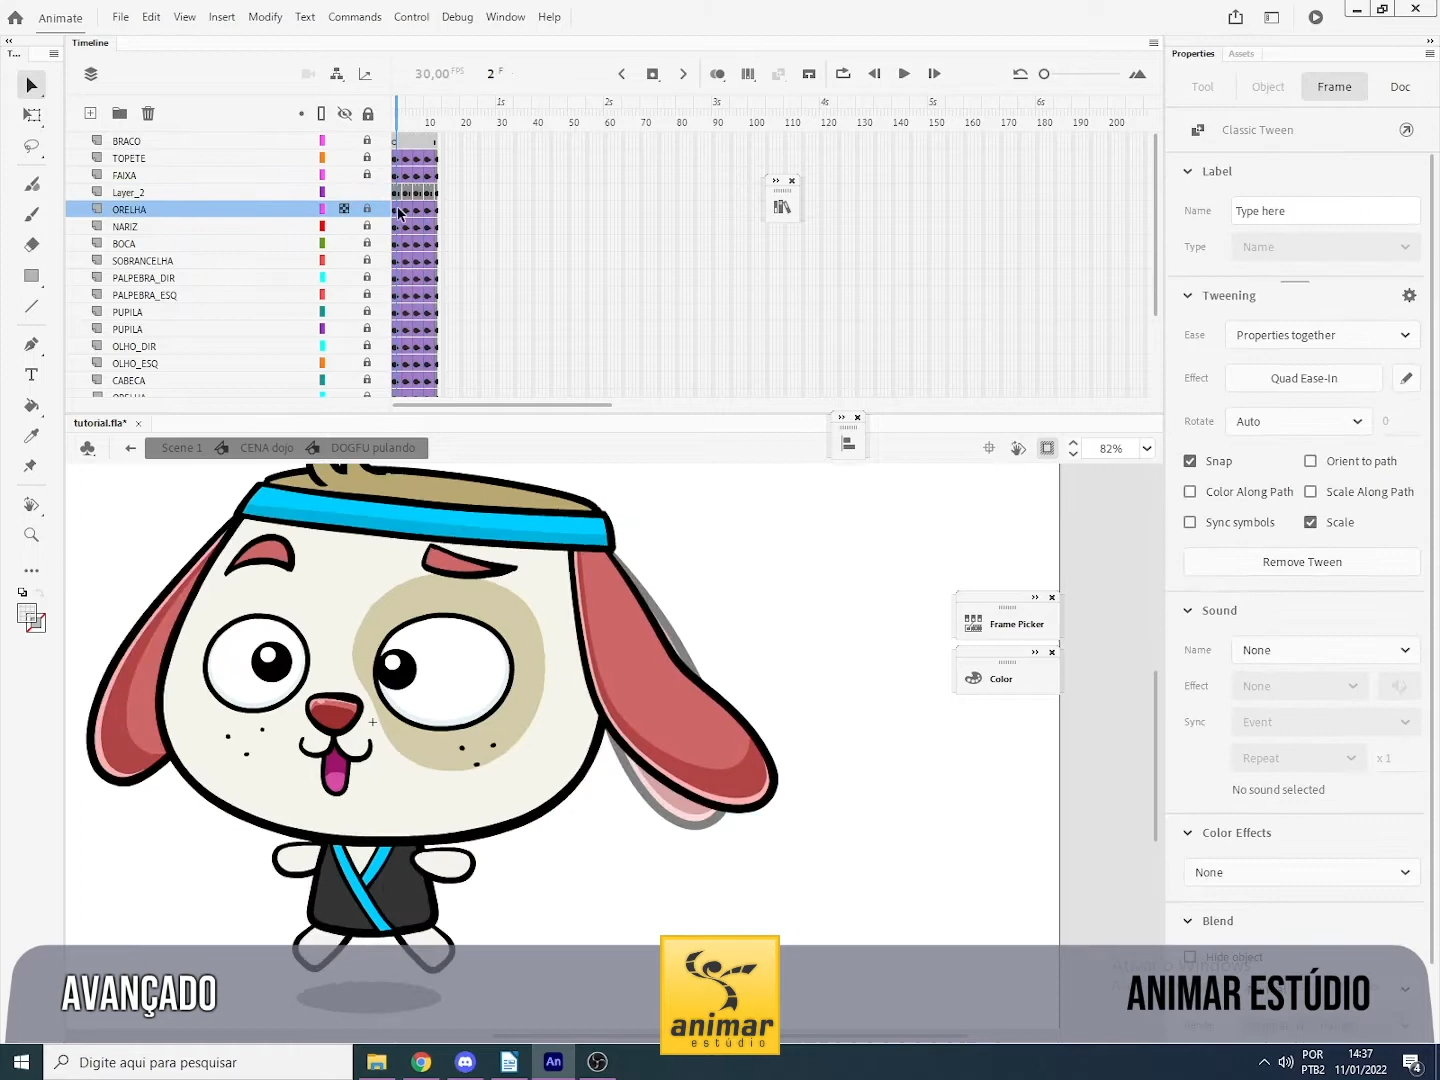 Animate File Edit View Insert Modify Text Commands Control Debug Window Help
T...
Timeline
30,00 FPS 2 F
1s 2s 3s 4s 5s 6s
10 20 30 40 50 60 70 80 90 100 110 120 130 140 150 160 170 180 190 200
BRACO
TOPETE
FAIXA
Layer_2
ORELHA
NARIZ
BOCA
SOBRANCELHA
PALPEBRA_DIR
PALPEBRA_ESQ
PUPILA
PUPILA
OLHO_DIR
OLHO_ESQ
CABECA
tutorial.fla* ×
Scene 1 CENA dojo DOGFU pulando
82%
Frame Picker
Color
Properties Assets
Tool Object Frame Doc
Classic Tween
Label
Name Type here
Type Name
Tweening
Ease Properties together
Effect Quad Ease-In
Rotate Auto 0
Snap Orient to path
Color Along Path Scale Along Path
Sync symbols Scale
Remove Tween
Sound
Name None
Effect None
Sync Event
Repeat x 1
No sound selected
Color Effects
None
Blend
Hide object
AVANÇADO
animar
estúdio
ANIMAR ESTÚDIO
Digite aqui para pesquisar
An
POR
PTB2
14:37
11/01/2022
4